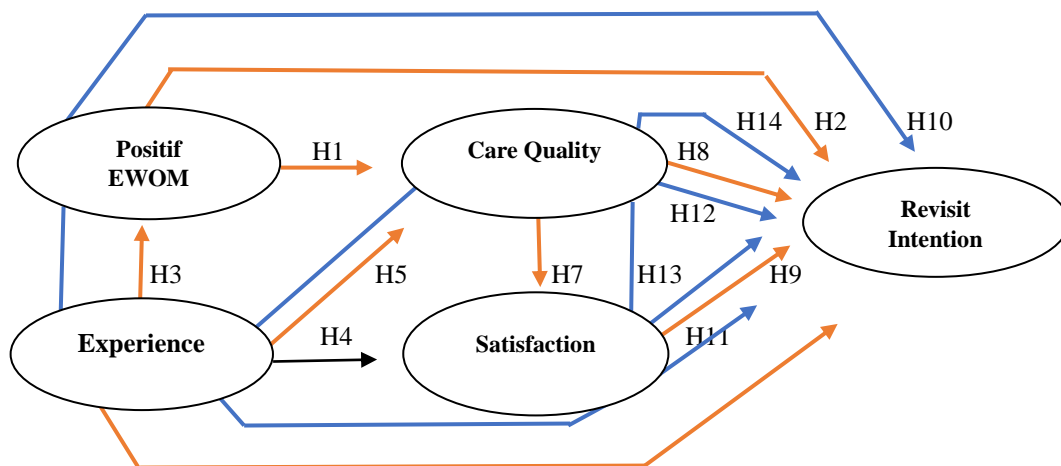 H14
H2
H10
Positif
EWOM
H1
Care Quality
H8
H12
Revisit
Intention
H3
H5
H7
H13
H9
Experience
H4
Satisfaction
H11